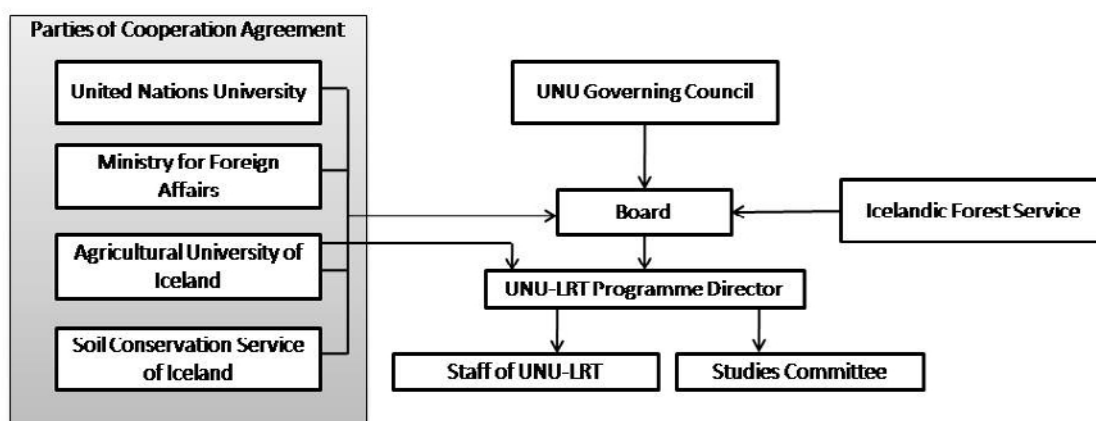 Parties of Cooperation Agreement
United Nations University
Ministry for Foreign
Affairs
Agricultural University of
Iceland
Soil Conservation Service
of Iceland
UNU Governing Council
Board
Icelandic Forest Service
UNU-LRT Programme Director
Staff of UNU-LRT
Studies Committee